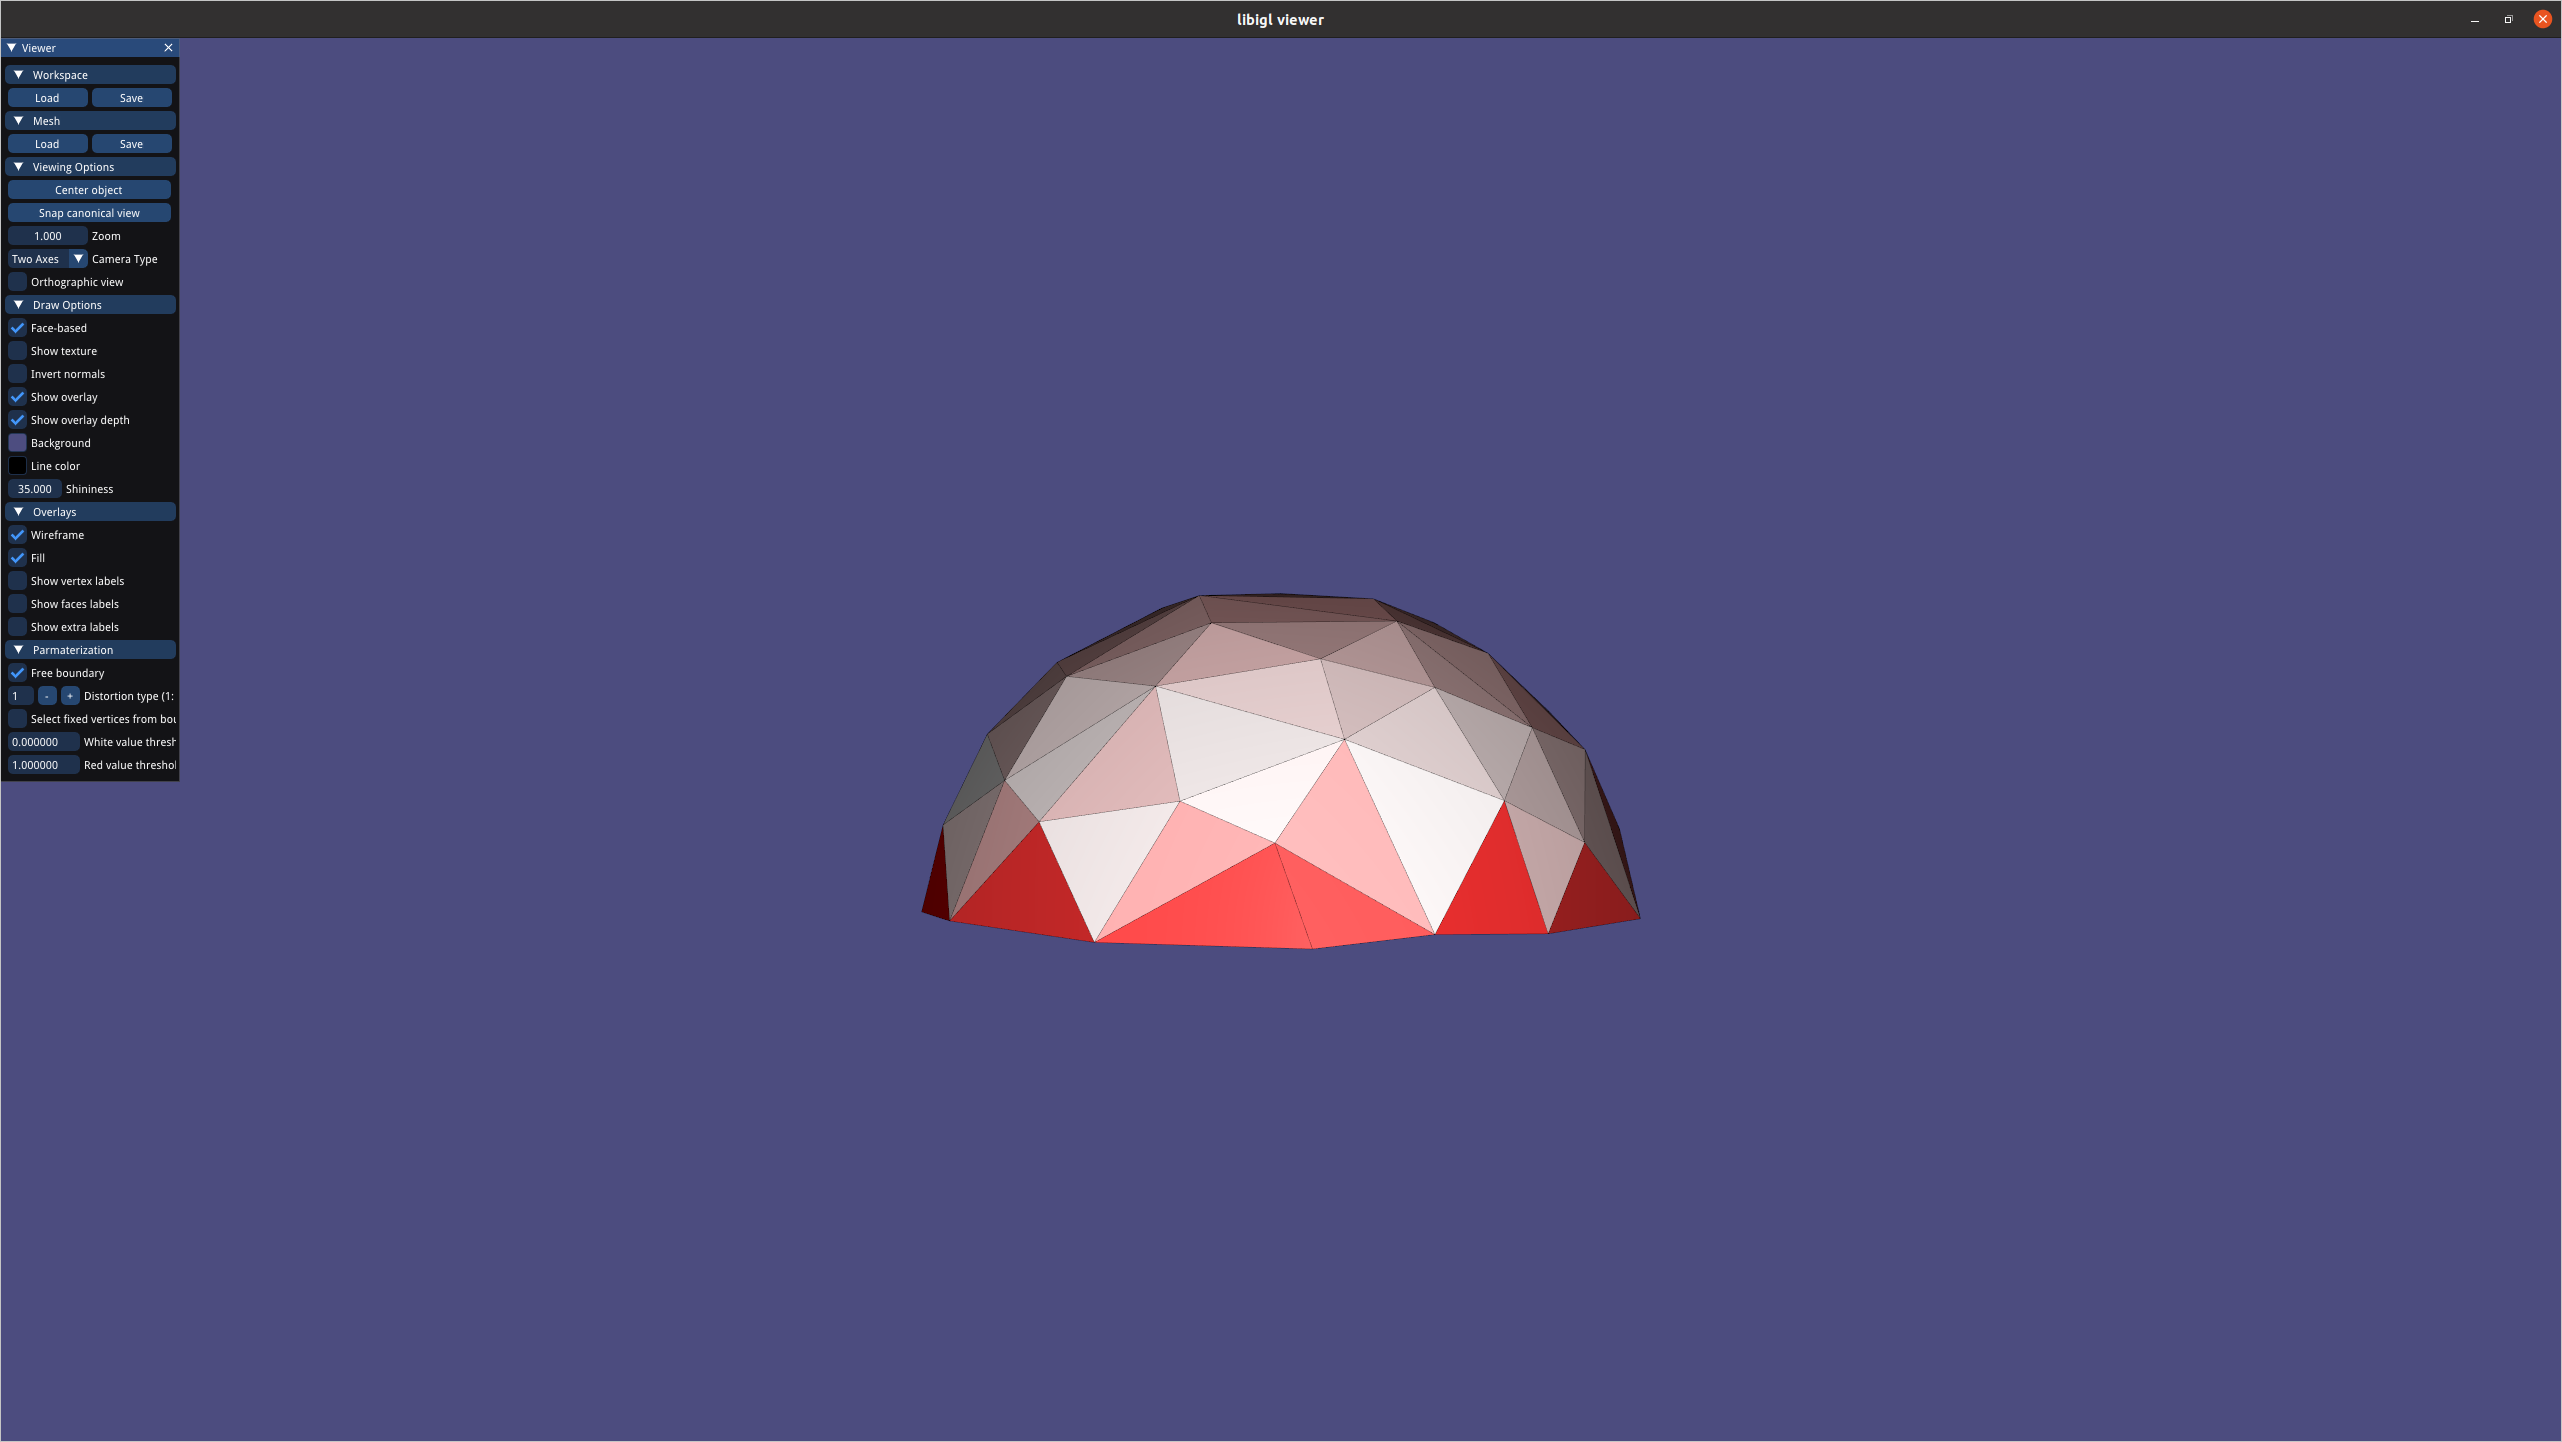 libigl viewer
Viewer
Workspace
Load Save
Mesh
Load Save
Viewing Options
Center object
Snap canonical view
1.000 Zoom
Two Axes Camera Type
Orthographic view
Draw Options
Face-based
Show texture
Invert normals
Show overlay
Show overlay depth
Background
Line color
35.000 Shininess
Overlays
Wireframe
Fill
Show vertex labels
Show faces labels
Show extra labels
Parmaterization
Free boundary
1 - + Distortion type (1:
Select fixed vertices from bou
0.000000 White value thresh
1.000000 Red value threshol